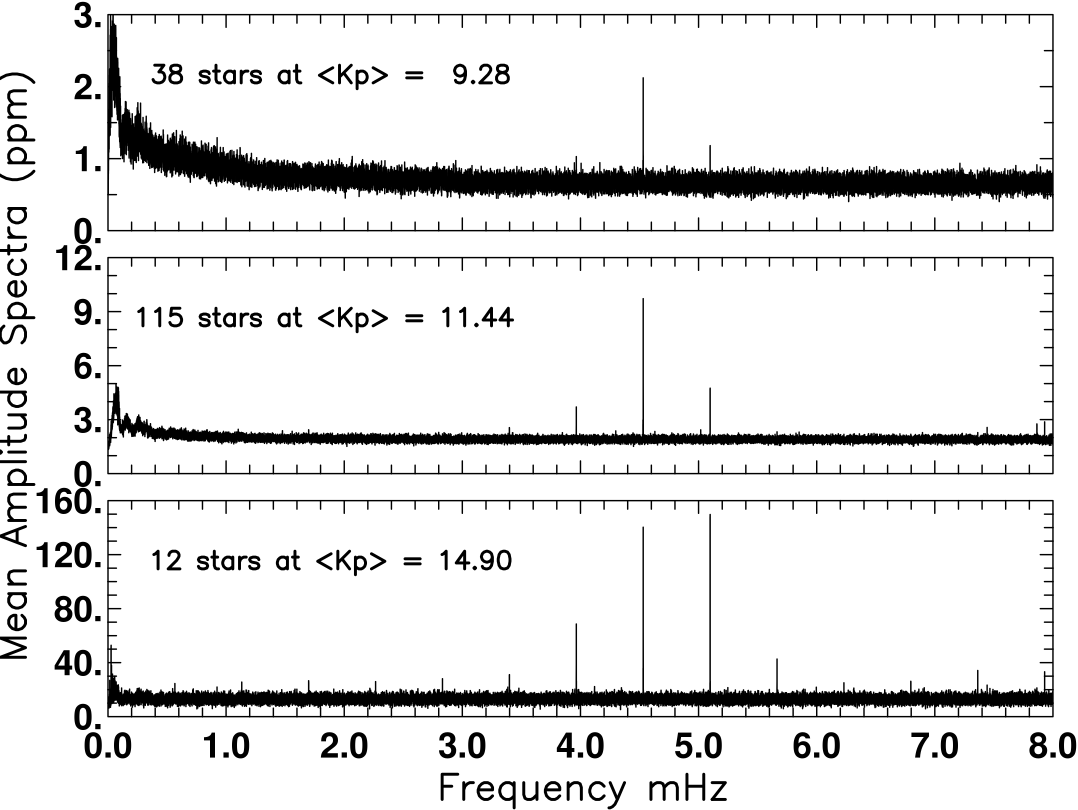 3.
2.
1.
0.
38 stars at <Kp> = 9.28
12.
9.
6.
3.
0.
115 stars at <Kp> = 11.44
160.
120.
80.
40.
0.
12 stars at <Kp> = 14.90
0.0 1.0 2.0 3.0 4.0 5.0 6.0 7.0 8.0
Frequency mHz
Mean Amplitude Spectra (ppm)